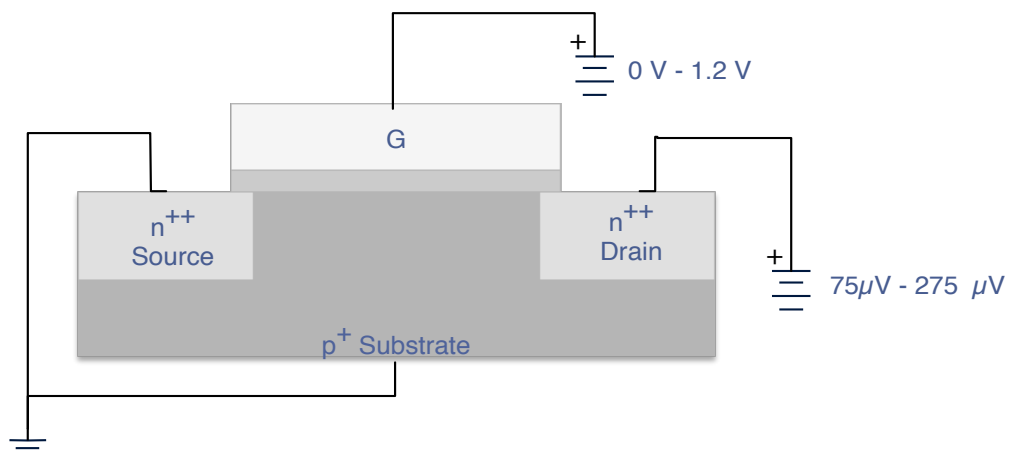 +
0 V - 1.2 V
G
n++
Source
n++
Drain
+
75µV - 275 µV
p+ Substrate